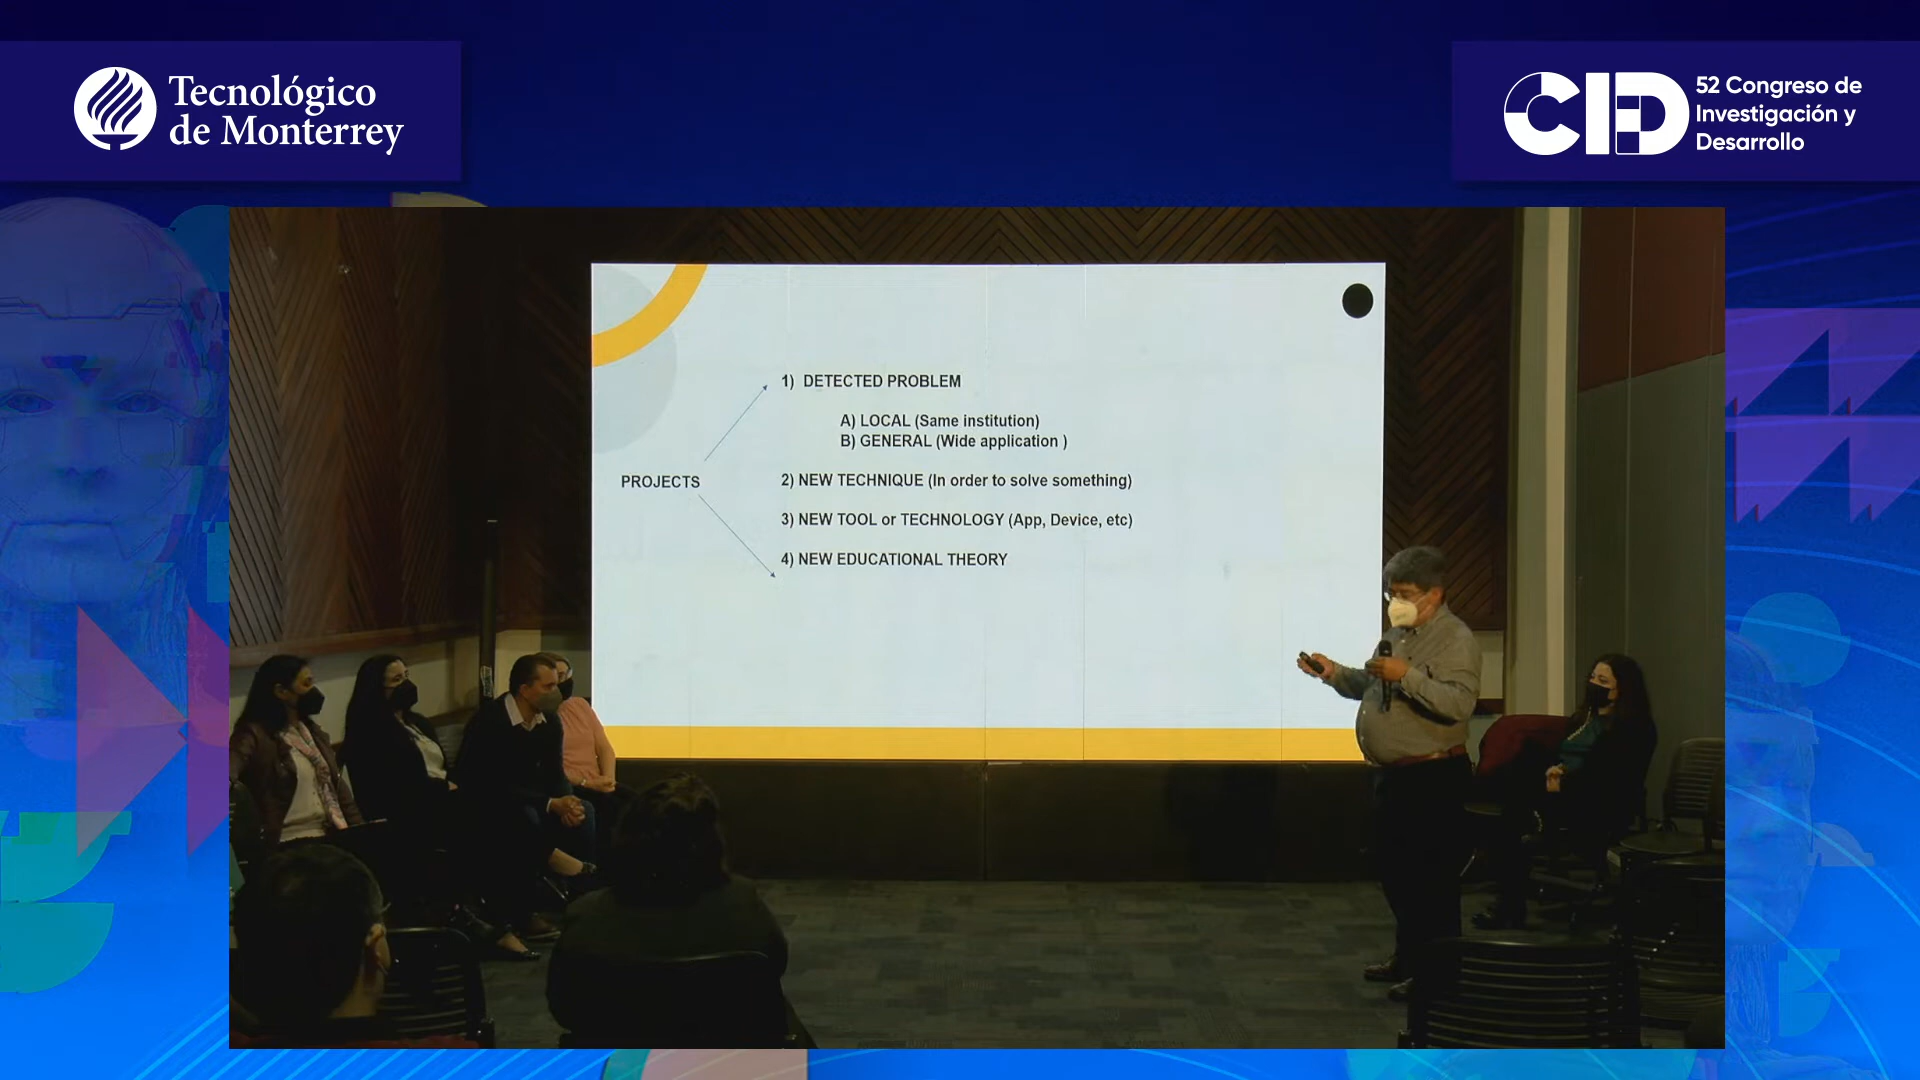 Tecnológico
de Monterrey
CID
52 Congreso de
Investigación y
Desarrollo
1) DETECTED PROBLEM
A) LOCAL (Same institution)
B) GENERAL (Wide application )
PROJECTS
2) NEW TECHNIQUE (In order to solve something)
3) NEW TOOL or TECHNOLOGY (App, Device, etc)
4) NEW EDUCATIONAL THEORY